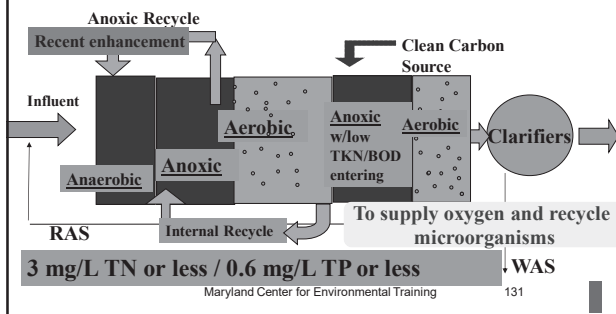 Anoxic Recycle
Recent enhancement
Clean Carbon
Source
Influent
Aerobic
Anoxic
w/low
TKN/BOD
entering
Aerobic
Clarifiers
Anaerobic
Anoxic
To supply oxygen and recycle
microorganisms
RAS
Internal Recycle
3 mg/L TN or less / 0.6 mg/L TP or less
WAS
Maryland Center for Environmental Training
131